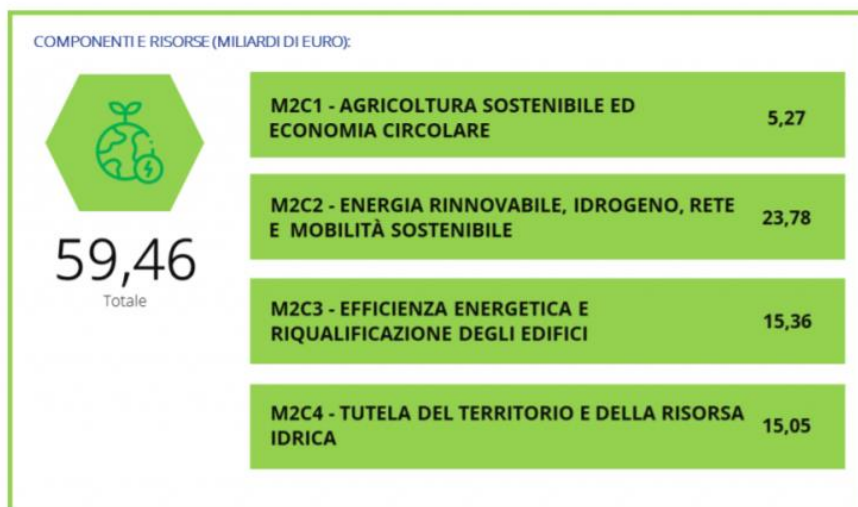 COMPONENTI E RISORSE (MILIARDI DI EURO):
59,46
Totale
M2C1 - AGRICOLTURA SOSTENIBILE ED
ECONOMIA CIRCOLARE
5,27
M2C2 - ENERGIA RINNOVABILE, IDROGENO, RETE
E MOBILITÀ SOSTENIBILE
23,78
M2C3 - EFFICIENZA ENERGETICA E
RIQUALIFICAZIONE DEGLI EDIFICI
15,36
M2C4 - TUTELA DEL TERRITORIO E DELLA RISORSA
IDRICA
15,05